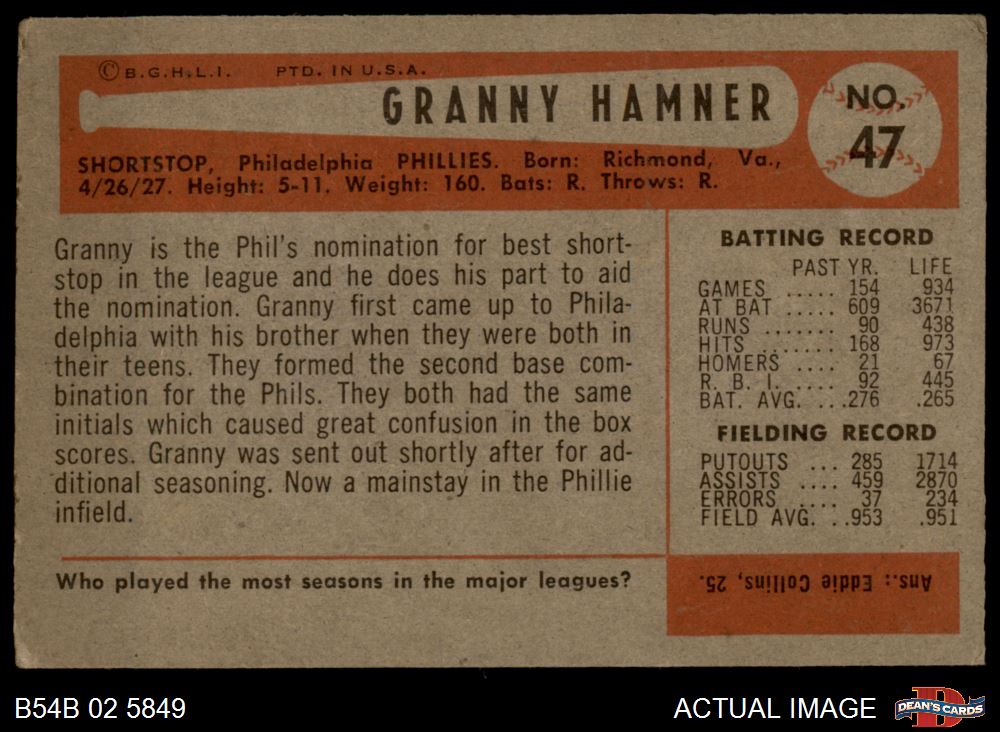 © B.G.H.L.I. PTD. IN U.S.A.
GRANNY HAMNER
NO.
47
SHORTSTOP, Philadelphia PHILLIES. Born: Richmond, Va.,
4/26/27. Height: 5-11. Weight: 160. Bats: R. Throws: R.
Granny is the Phil's nomination for best short-
stop in the league and he does his part to aid
the nomination. Granny first came up to Phila-
delphia with his brother when they were both in
their teens. They formed the second base com-
bination for the Phils. They both had the same
initials which caused great confusion in the box
scores. Granny was sent out shortly after for ad-
ditional seasoning. Now a mainstay in the Phillie
infield.
BATTING RECORD
PAST YR. LIFE
GAMES ..... 154 934
AT BAT ..... 609 3671
RUNS ....... 90 438
HITS ....... 168 973
HOMERS .... 21 67
R. B. I. ..... 92 445
BAT. AVG. ...276 .265
FIELDING RECORD
PUTOUTS ... 285 1714
ASSISTS .... 459 2870
ERRORS .... 37 234
FIELD AVG. ..953 .951
Who played the most seasons in the major leagues?
Ans.: Eddie Collins, 25.
B54B 02 5849
ACTUAL IMAGE
D
DEAN'S CARDS